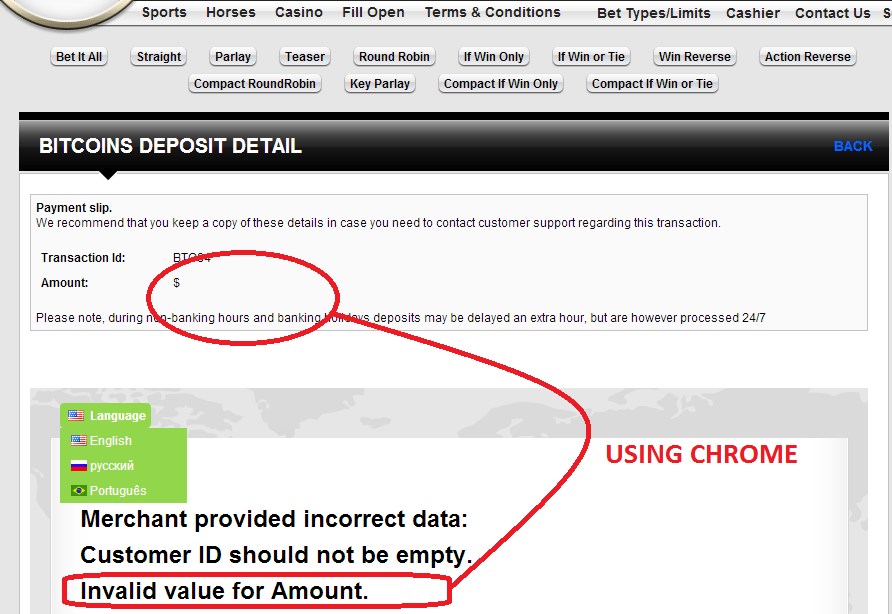 Sports Horses Casino Fill Open Terms & Conditions Bet Types/Limits Cashier Contact Us S
Bet It All Straight Parlay Teaser Round Robin If Win Only If Win or Tie Win Reverse Action Reverse
Compact RoundRobin Key Parlay Compact If Win Only Compact If Win or Tie
BITCOINS DEPOSIT DETAIL BACK
Payment slip.
We recommend that you keep a copy of these details in case you need to contact customer support regarding this transaction.
Transaction Id: BTC04
Amount: $
Please note, during non-banking hours and banking holidays deposits may be delayed an extra hour, but are however processed 24/7
Language
English
русский
Português
USING CHROME
Merchant provided incorrect data:
Customer ID should not be empty.
Invalid value for Amount.